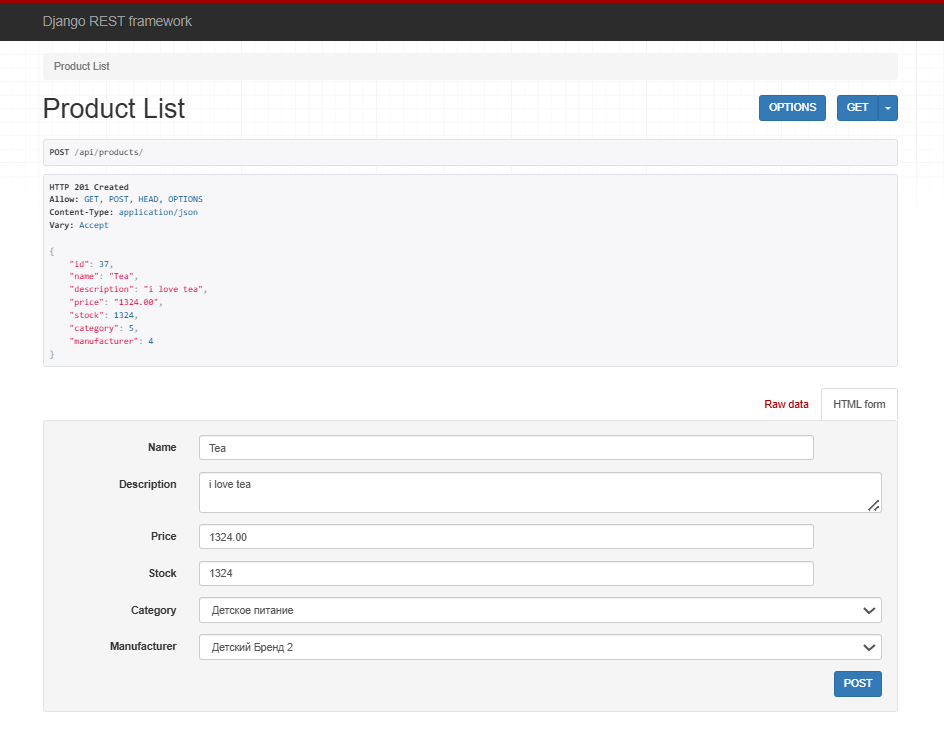 Django REST framework
Product List
Product List
OPTIONS
GET
POST /api/products/
HTTP 201 Created
Allow: GET, POST, HEAD, OPTIONS
Content-Type: application/json
Vary: Accept
{
    "id": 37,
    "name": "Tea",
    "description": "i love tea",
    "price": "1324.00",
    "stock": 1324,
    "category": 5,
    "manufacturer": 4
}
Raw data
HTML form
Name
Tea
Description
i love tea
Price
1324.00
Stock
1324
Category
Детское питание
Manufacturer
Детский Бренд 2
POST